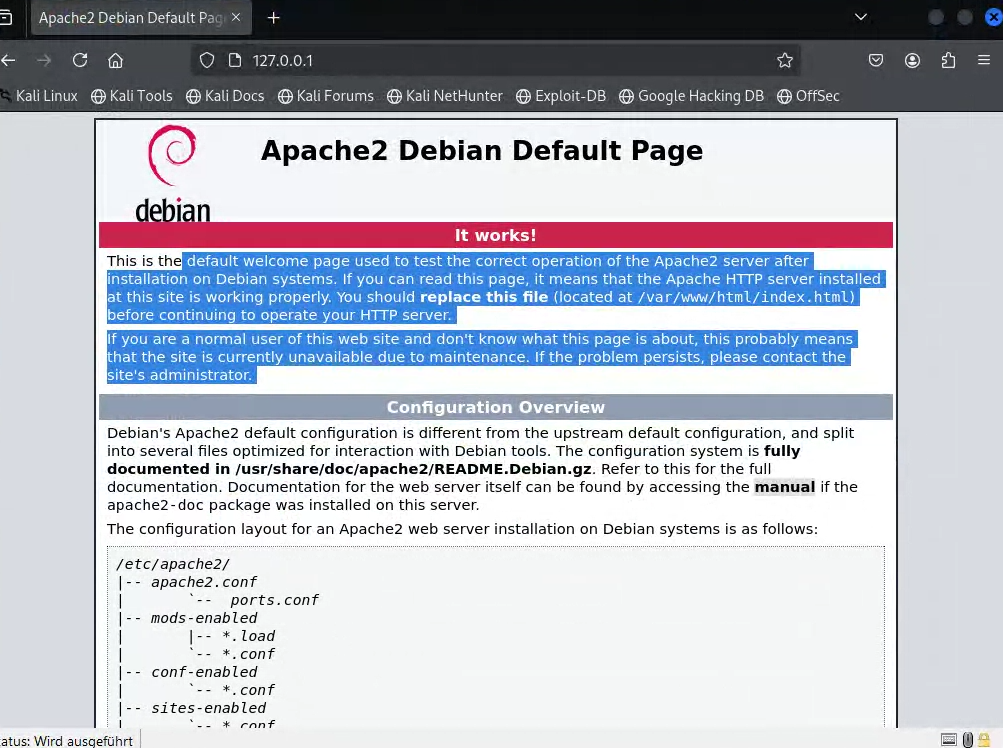 Apache2 Debian Default Pag
127.0.0.1
Kali Linux Kali Tools Kali Docs Kali Forums Kali NetHunter Exploit-DB Google Hacking DB OffSec
debian
Apache2 Debian Default Page
It works!
This is the default welcome page used to test the correct operation of the Apache2 server after
installation on Debian systems. If you can read this page, it means that the Apache HTTP server installed
at this site is working properly. You should replace this file (located at /var/www/html/index.html)
before continuing to operate your HTTP server.
If you are a normal user of this web site and don't know what this page is about, this probably means
that the site is currently unavailable due to maintenance. If the problem persists, please contact the
site's administrator.
Configuration Overview
Debian's Apache2 default configuration is different from the upstream default configuration, and split
into several files optimized for interaction with Debian tools. The configuration system is fully
documented in /usr/share/doc/apache2/README.Debian.gz. Refer to this for the full
documentation. Documentation for the web server itself can be found by accessing the manual if the
apache2-doc package was installed on this server.
The configuration layout for an Apache2 web server installation on Debian systems is as follows:
/etc/apache2/
|-- apache2.conf
|       `--  ports.conf
|-- mods-enabled
|       |-- *.load
|       `-- *.conf
|-- conf-enabled
|       `-- *.conf
|-- sites-enabled
|       `-- *.conf
atus: Wird ausgeführt